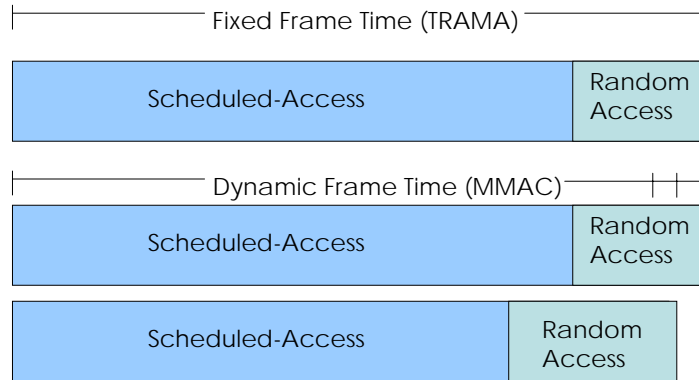 Fixed Frame Time (TRAMA)
Scheduled-Access
Random
Access
Dynamic Frame Time (MMAC)
Scheduled-Access
Random
Access
Scheduled-Access
Random
Access